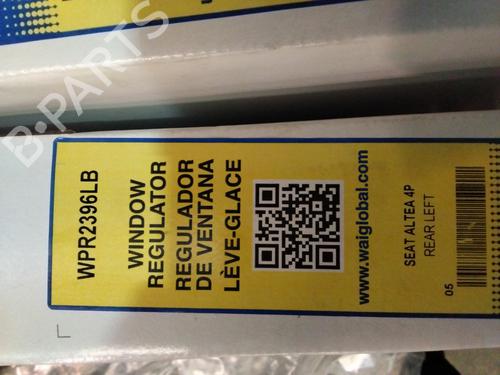 WPR2396LB
WINDOW
REGULATOR
REGULADOR
DE VENTANA
LÈVE-GLACE
www.waiglobal.com
SEAT ALTEA 4P
REAR LEFT
05
B-PARTS